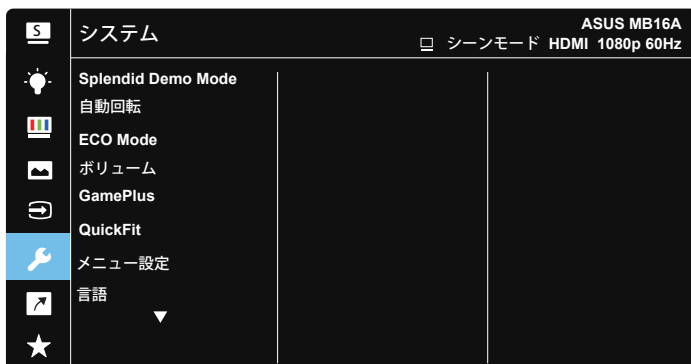 S
システム
ASUS MB16A
シーンモード HDMI 1080p 60Hz
Splendid Demo Mode
自動回転
ECO Mode
ボリューム
GamePlus
QuickFit
メニュー設定
言語